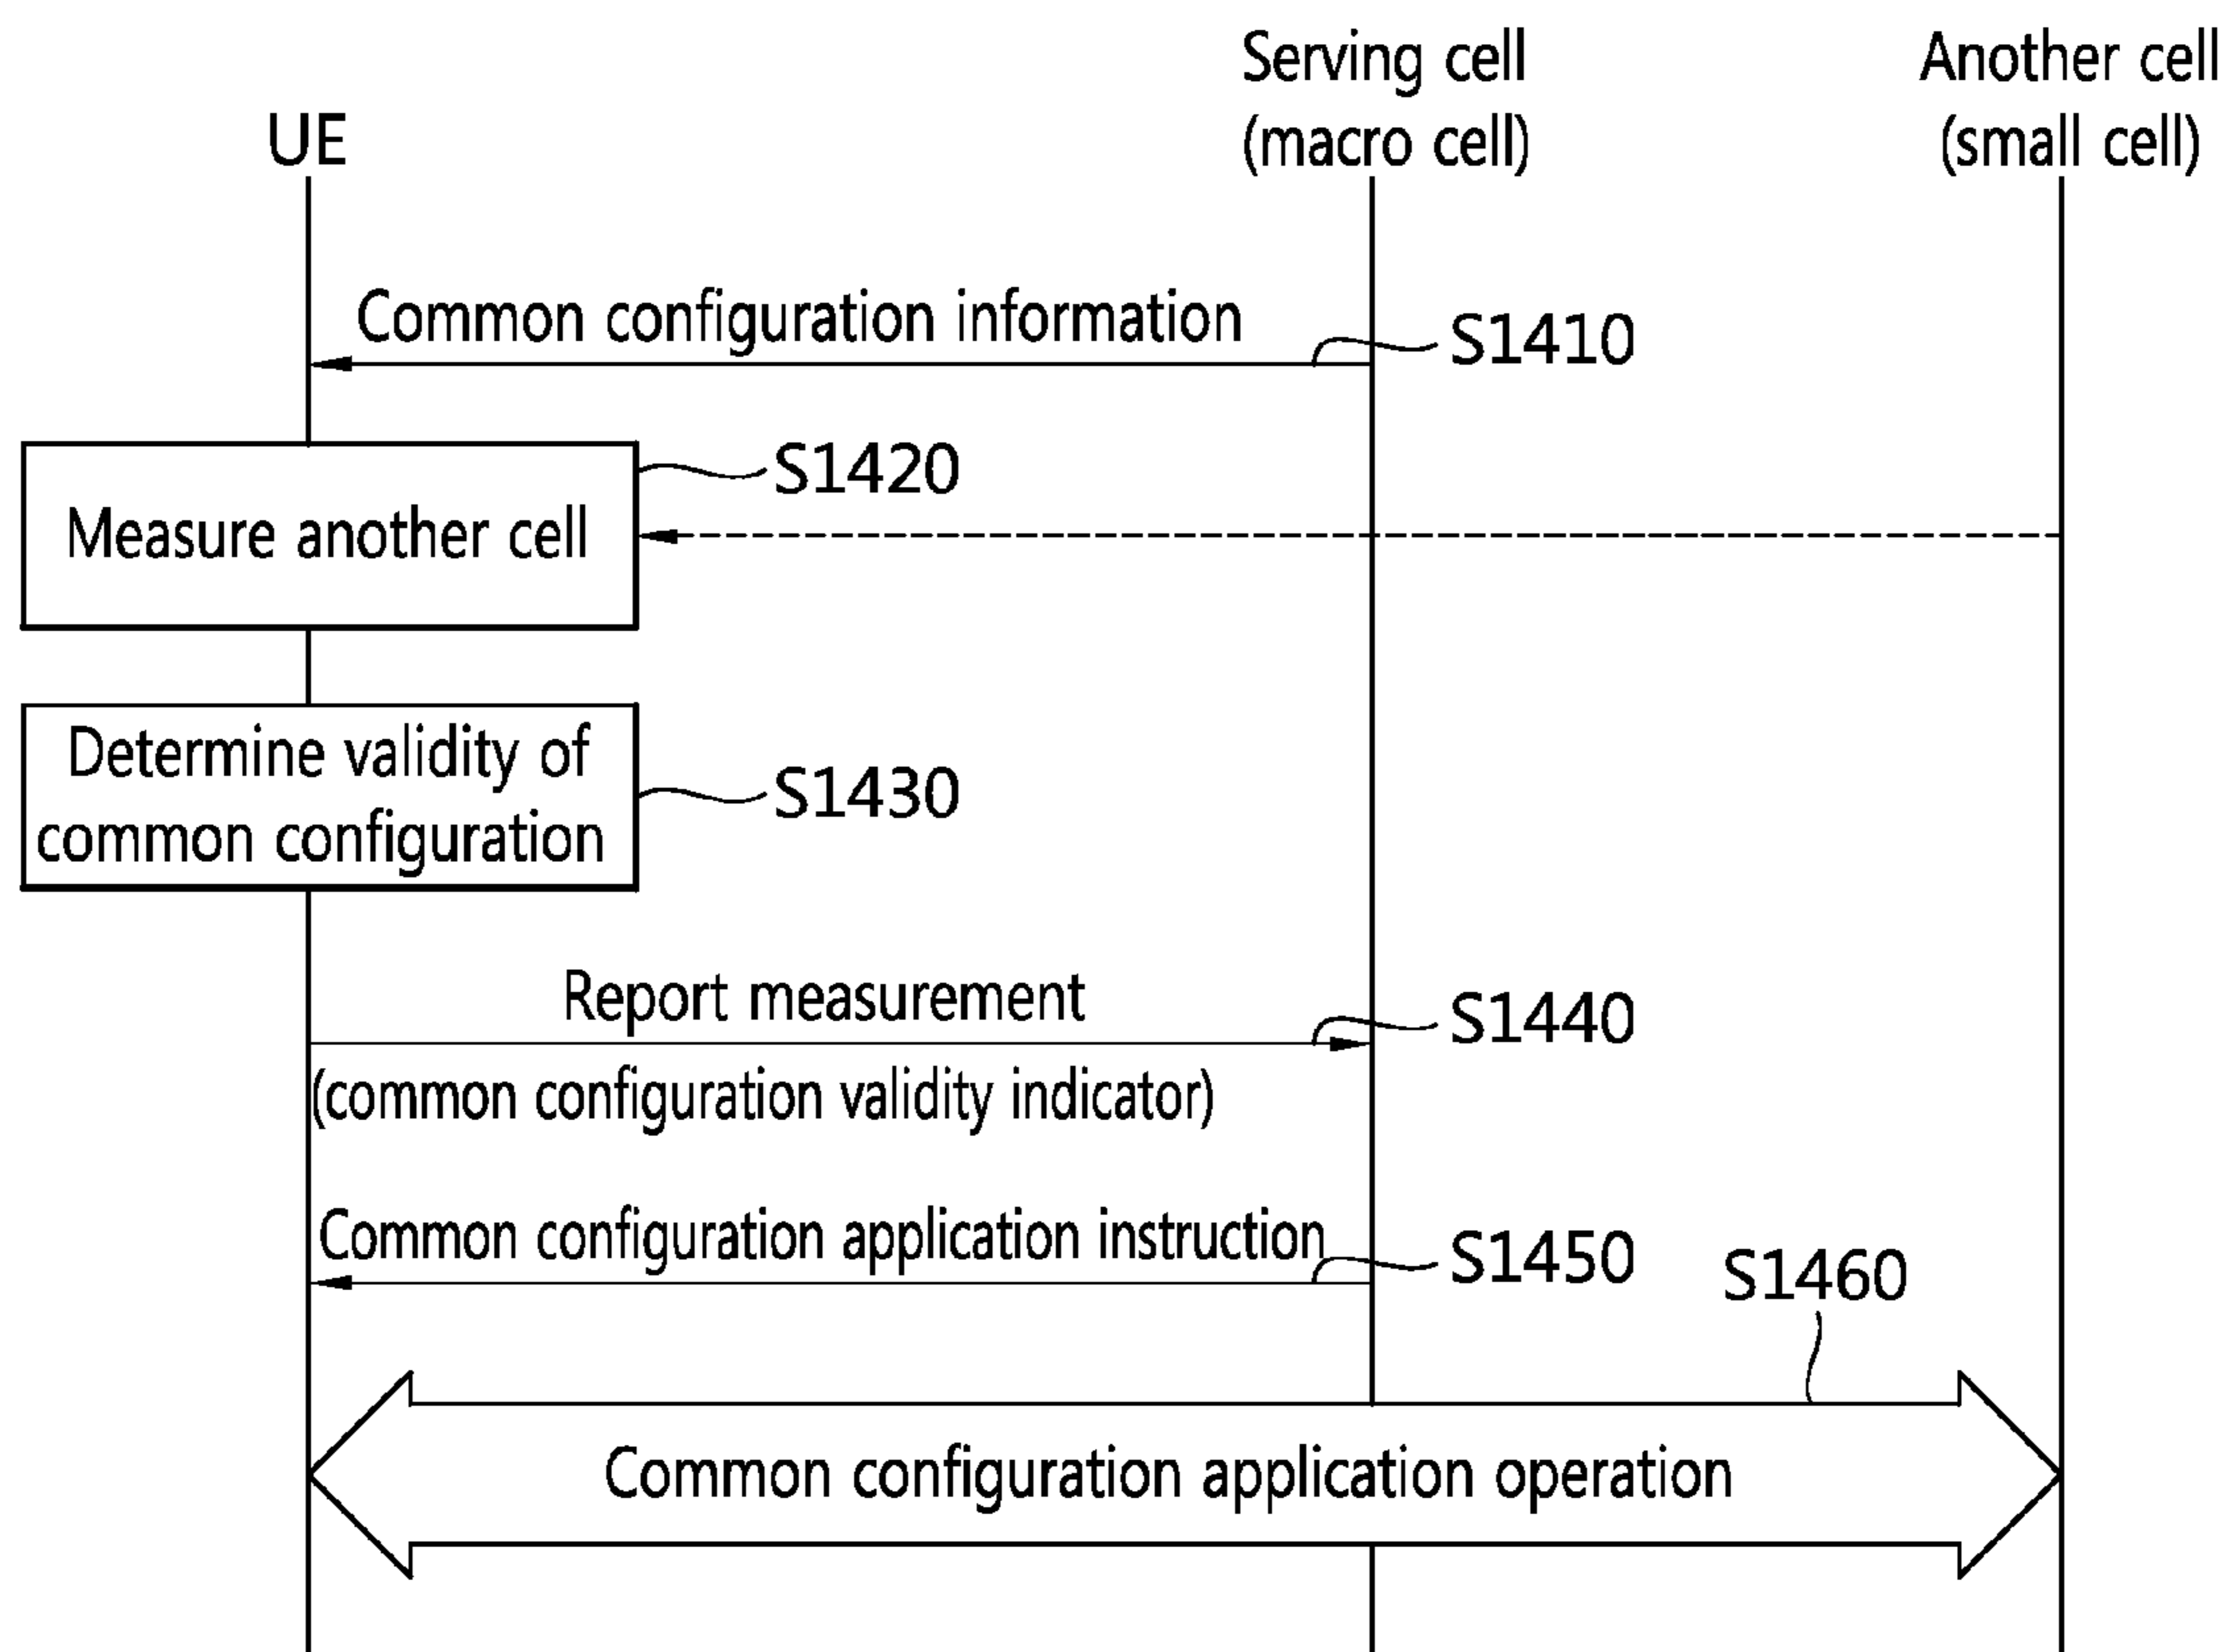 UE
Serving cell
(macro cell)
Another cell
(small cell)
Common configuration information
S1410
S1420
Measure another cell
Determine validity of
common configuration
S1430
Report measurement
S1440
(common configuration validity indicator)
Common configuration application instruction
S1450
S1460
Common configuration application operation